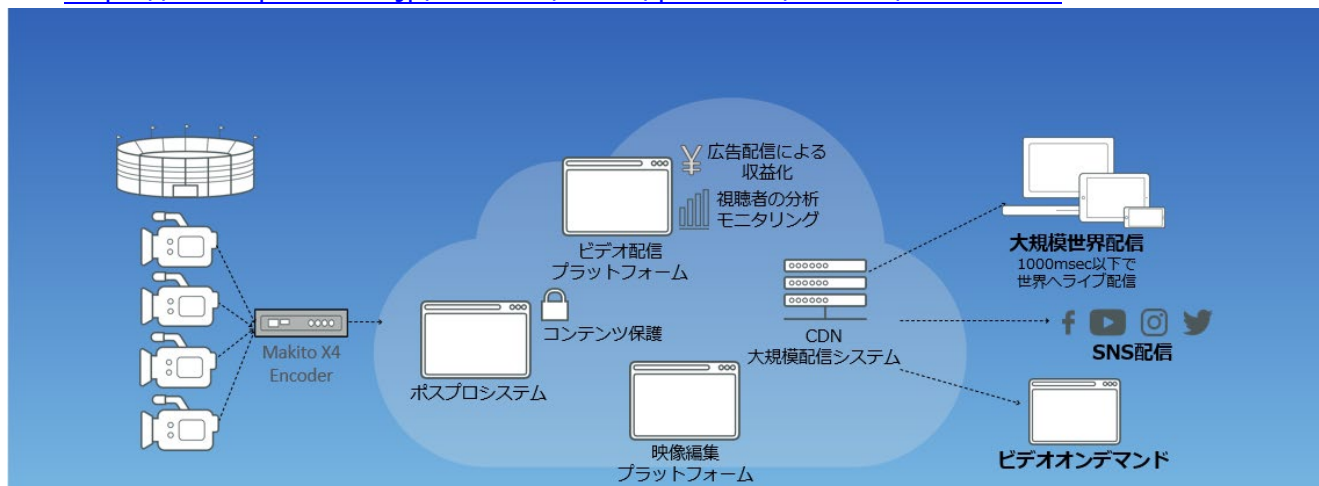 広告配信による
収益化
視聴者の分析
モニタリング
ビデオ配信
プラットフォーム
Makito X4
Encoder
コンテンツ保護
ポスプロシステム
映像編集
プラットフォーム
CDN
大規模配信システム
大規模世界配信
1000msec以下で
世界へライブ配信
SNS配信
ビデオオンデマンド